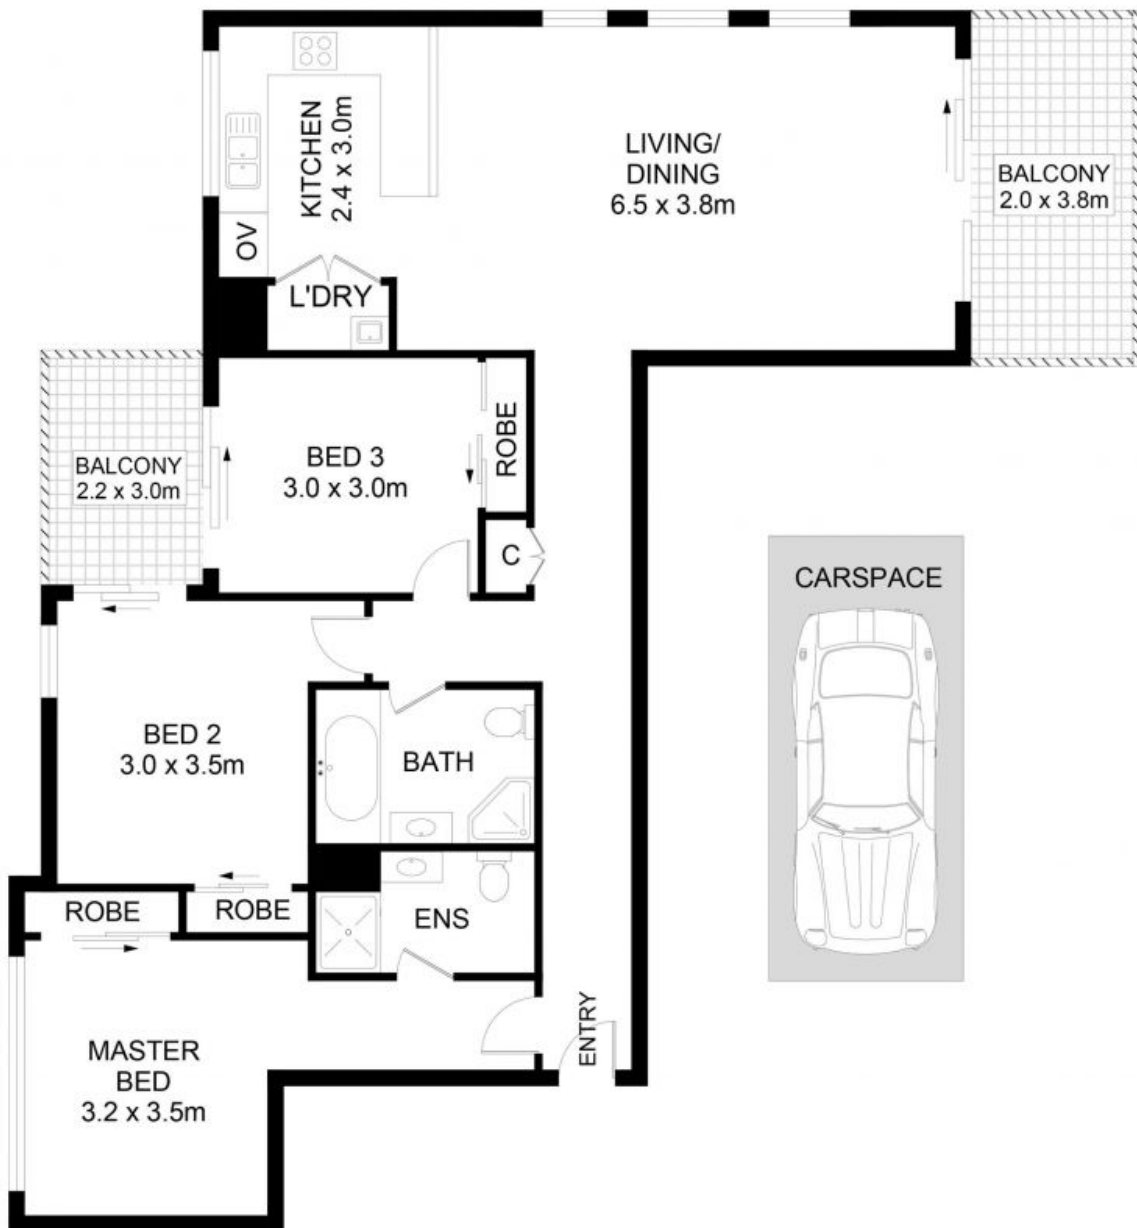 KITCHEN
2.4 x 3.0m
LIVING/
DINING
6.5 x 3.8m
BALCONY
2.0 x 3.8m
OV
L'DRY
BALCONY
2.2 x 3.0m
BED 3
3.0 x 3.0m
ROBE
C
CARSPACE
BED 2
3.0 x 3.5m
BATH
ROBE
ROBE
ENS
MASTER
BED
3.2 x 3.5m
ENTRY